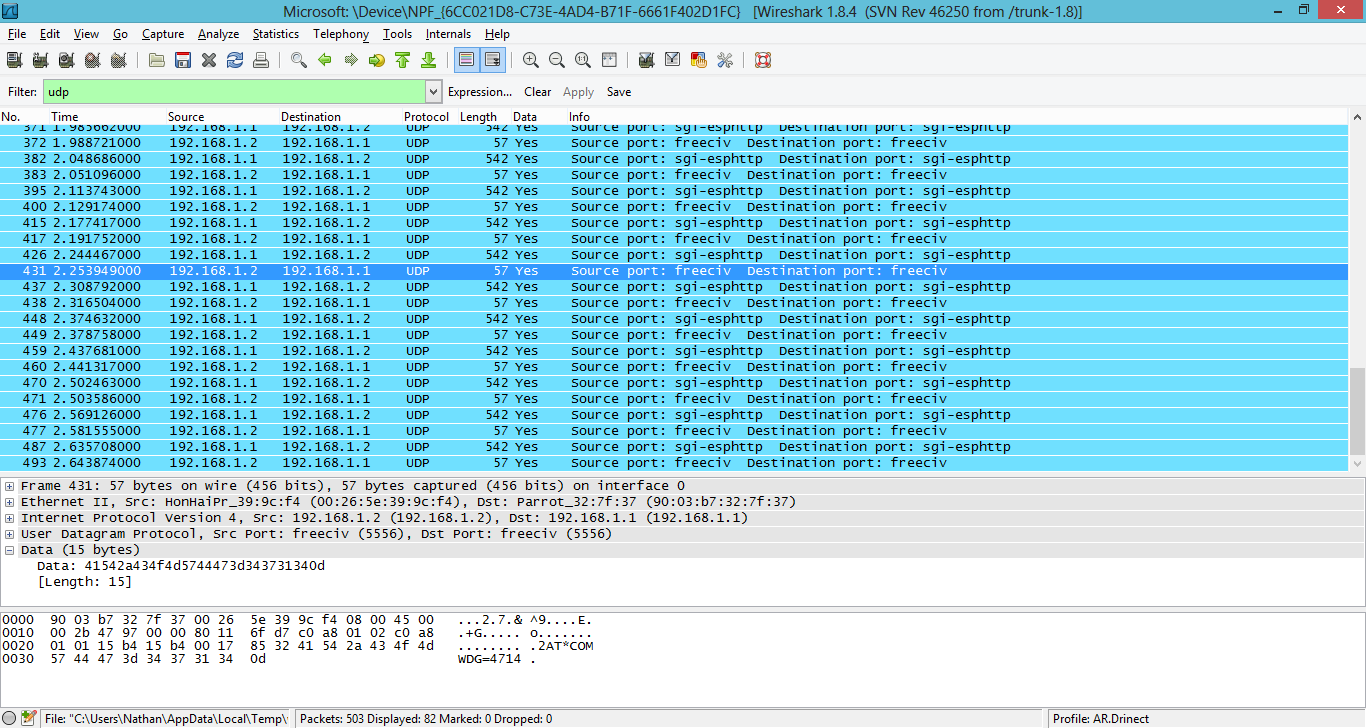 Microsoft: \Device\NPF_{6CC021D8-C73E-4AD4-B71F-6661F402D1FC} [Wireshark 1.8.4 (SVN Rev 46250 from /trunk-1.8)]
File Edit View Go Capture Analyze Statistics Telephony Tools Internals Help
Filter: udp Expression... Clear Apply Save
No. Time Source Destination Protocol Length Data Info
371 1.983662000 192.168.1.1 192.168.1.2 UDP 542 Yes Source port: sgi-esphttp Destination port: sgi-esphttp
372 1.988721000 192.168.1.2 192.168.1.1 UDP 57 Yes Source port: freeciv Destination port: freeciv
382 2.048686000 192.168.1.1 192.168.1.2 UDP 542 Yes Source port: sgi-esphttp Destination port: sgi-esphttp
383 2.051096000 192.168.1.2 192.168.1.1 UDP 57 Yes Source port: freeciv Destination port: freeciv
395 2.113743000 192.168.1.1 192.168.1.2 UDP 542 Yes Source port: sgi-esphttp Destination port: sgi-esphttp
400 2.129174000 192.168.1.2 192.168.1.1 UDP 57 Yes Source port: freeciv Destination port: freeciv
415 2.177417000 192.168.1.1 192.168.1.2 UDP 542 Yes Source port: sgi-esphttp Destination port: sgi-esphttp
417 2.191752000 192.168.1.2 192.168.1.1 UDP 57 Yes Source port: freeciv Destination port: freeciv
426 2.244467000 192.168.1.1 192.168.1.2 UDP 542 Yes Source port: sgi-esphttp Destination port: sgi-esphttp
431 2.253949000 192.168.1.2 192.168.1.1 UDP 57 Yes Source port: freeciv Destination port: freeciv
437 2.308792000 192.168.1.1 192.168.1.2 UDP 542 Yes Source port: sgi-esphttp Destination port: sgi-esphttp
438 2.316504000 192.168.1.2 192.168.1.1 UDP 57 Yes Source port: freeciv Destination port: freeciv
448 2.374632000 192.168.1.1 192.168.1.2 UDP 542 Yes Source port: sgi-esphttp Destination port: sgi-esphttp
449 2.378758000 192.168.1.2 192.168.1.1 UDP 57 Yes Source port: freeciv Destination port: freeciv
459 2.437681000 192.168.1.1 192.168.1.2 UDP 542 Yes Source port: sgi-esphttp Destination port: sgi-esphttp
460 2.441317000 192.168.1.2 192.168.1.1 UDP 57 Yes Source port: freeciv Destination port: freeciv
470 2.502463000 192.168.1.1 192.168.1.2 UDP 542 Yes Source port: sgi-esphttp Destination port: sgi-esphttp
471 2.503586000 192.168.1.2 192.168.1.1 UDP 57 Yes Source port: freeciv Destination port: freeciv
476 2.569126000 192.168.1.1 192.168.1.2 UDP 542 Yes Source port: sgi-esphttp Destination port: sgi-esphttp
477 2.581555000 192.168.1.2 192.168.1.1 UDP 57 Yes Source port: freeciv Destination port: freeciv
487 2.635708000 192.168.1.1 192.168.1.2 UDP 542 Yes Source port: sgi-esphttp Destination port: sgi-esphttp
493 2.643874000 192.168.1.2 192.168.1.1 UDP 57 Yes Source port: freeciv Destination port: freeciv
Frame 431: 57 bytes on wire (456 bits), 57 bytes captured (456 bits) on interface 0
Ethernet II, Src: HonHaiPr_39:9c:f4 (00:26:5e:39:9c:f4), Dst: Parrot_32:7f:37 (90:03:b7:32:7f:37)
Internet Protocol Version 4, Src: 192.168.1.2 (192.168.1.2), Dst: 192.168.1.1 (192.168.1.1)
User Datagram Protocol, Src Port: freeciv (5556), Dst Port: freeciv (5556)
Data (15 bytes)
Data: 41542a434f4d5744473d343731340d
[Length: 15]
0000 90 03 b7 32 7f 37 00 26 5e 39 9c f4 08 00 45 00 ...2.7.& ^9....E.
0010 00 2b 47 97 00 00 80 11 6f d7 c0 a8 01 02 c0 a8 .+G..... o.......
0020 01 01 15 b4 15 b4 00 17 85 32 41 54 2a 43 4f 4d ........ .2AT*COM
0030 57 44 47 3d 34 37 31 34 0d WDG=4714 .
File: "C:\Users\Nathan\AppData\Local\Temp\ Packets: 503 Displayed: 82 Marked: 0 Dropped: 0 Profile: AR.Drinect